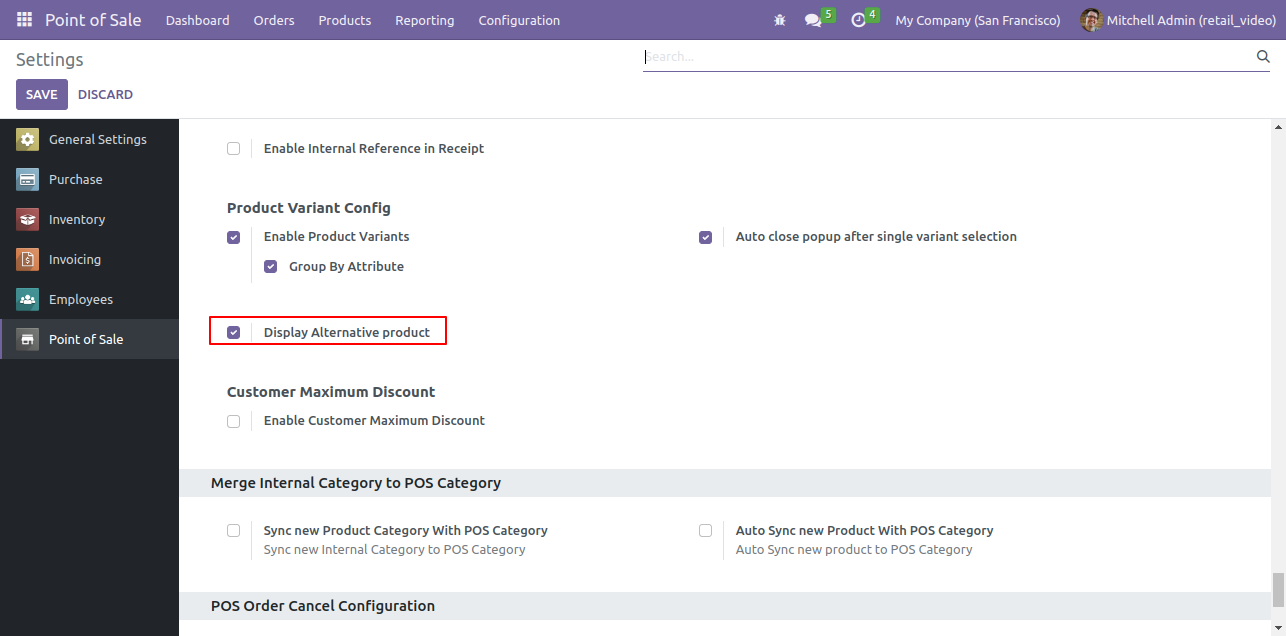 Point of Sale Dashboard Orders Products Reporting Configuration 5 4 My Company (San Francisco) Mitchell Admin (retail_video)
Settings Search...
SAVE DISCARD
General Settings
Purchase
Inventory
Invoicing
Employees
Point of Sale
Enable Internal Reference in Receipt
Product Variant Config
Enable Product Variants Auto close popup after single variant selection
Group By Attribute
Display Alternative product
Customer Maximum Discount
Enable Customer Maximum Discount
Merge Internal Category to POS Category
Sync new Product Category With POS Category Auto Sync new Product With POS Category
Sync new Internal Category to POS Category Auto Sync new product to POS Category
POS Order Cancel Configuration